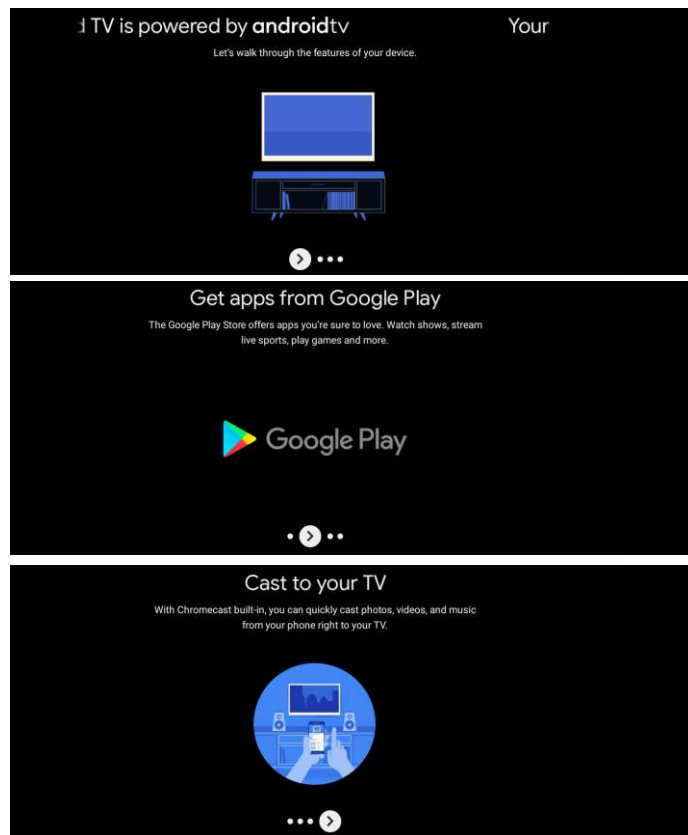 d TV is powered by androidtv Your
Let's walk through the features of your device.
Get apps from Google Play
The Google Play Store offers apps you're sure to love. Watch shows, stream
live sports, play games and more.
Google Play
Cast to your TV
With Chromecast built-in, you can quickly cast photos, videos, and music
from your phone right to your TV.